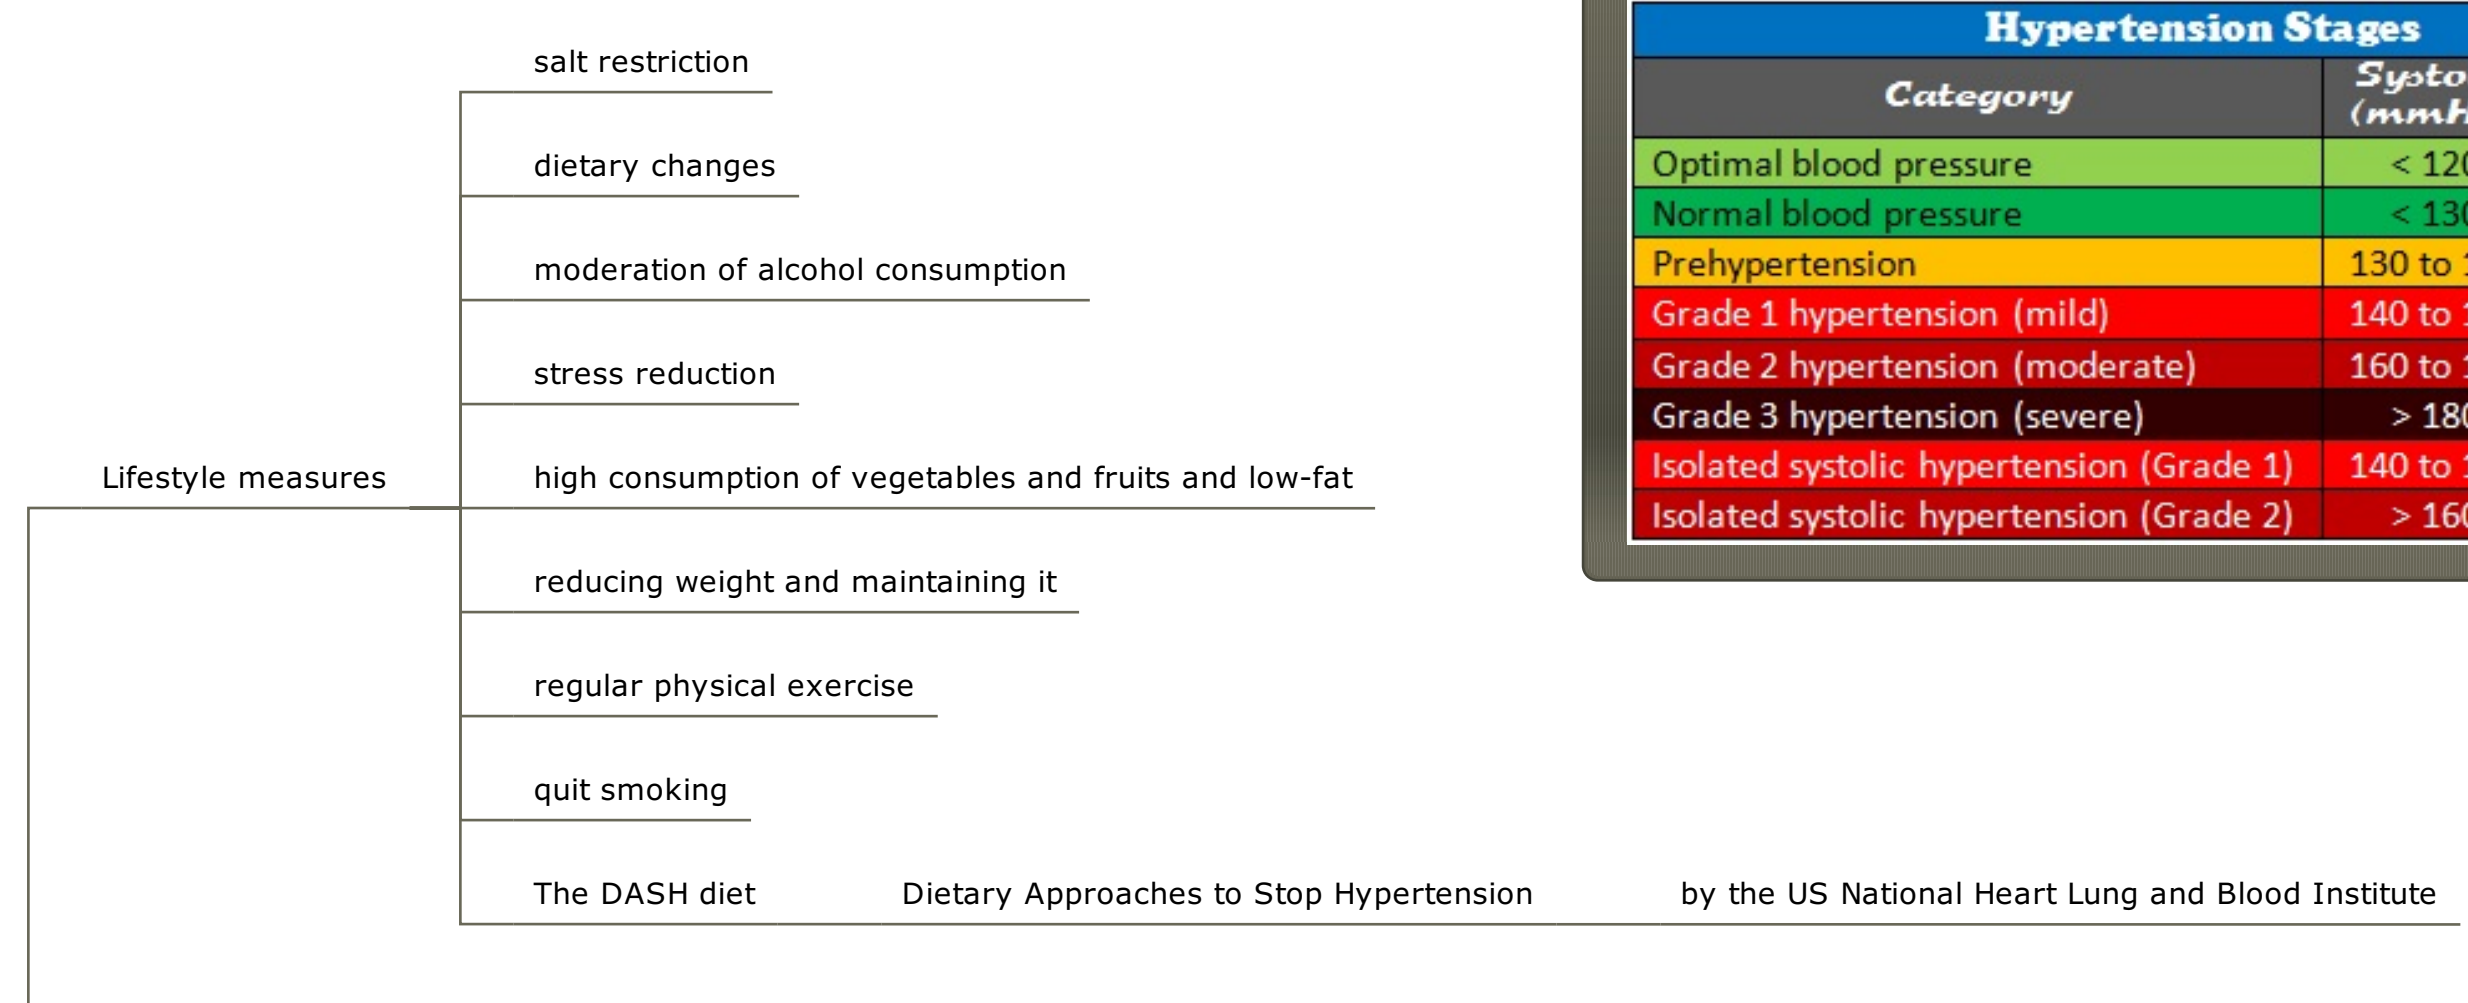 salt restriction
dietary changes
moderation of alcohol consumption
stress reduction
Lifestyle measures
high consumption of vegetables and fruits and low-fat
reducing weight and maintaining it
regular physical exercise
quit smoking
The DASH diet Dietary Approaches to Stop Hypertension by the US National Heart Lung and Blood Institute
Hypertension Stages
Category
Optimal blood pressure < 120
Normal blood pressure < 130
Prehypertension 130 to
Grade 1 hypertension (mild) 140 to
Grade 2 hypertension (moderate) 160 to
Grade 3 hypertension (severe) > 180
Isolated systolic hypertension (Grade 1) 140 to
Isolated systolic hypertension (Grade 2) > 160